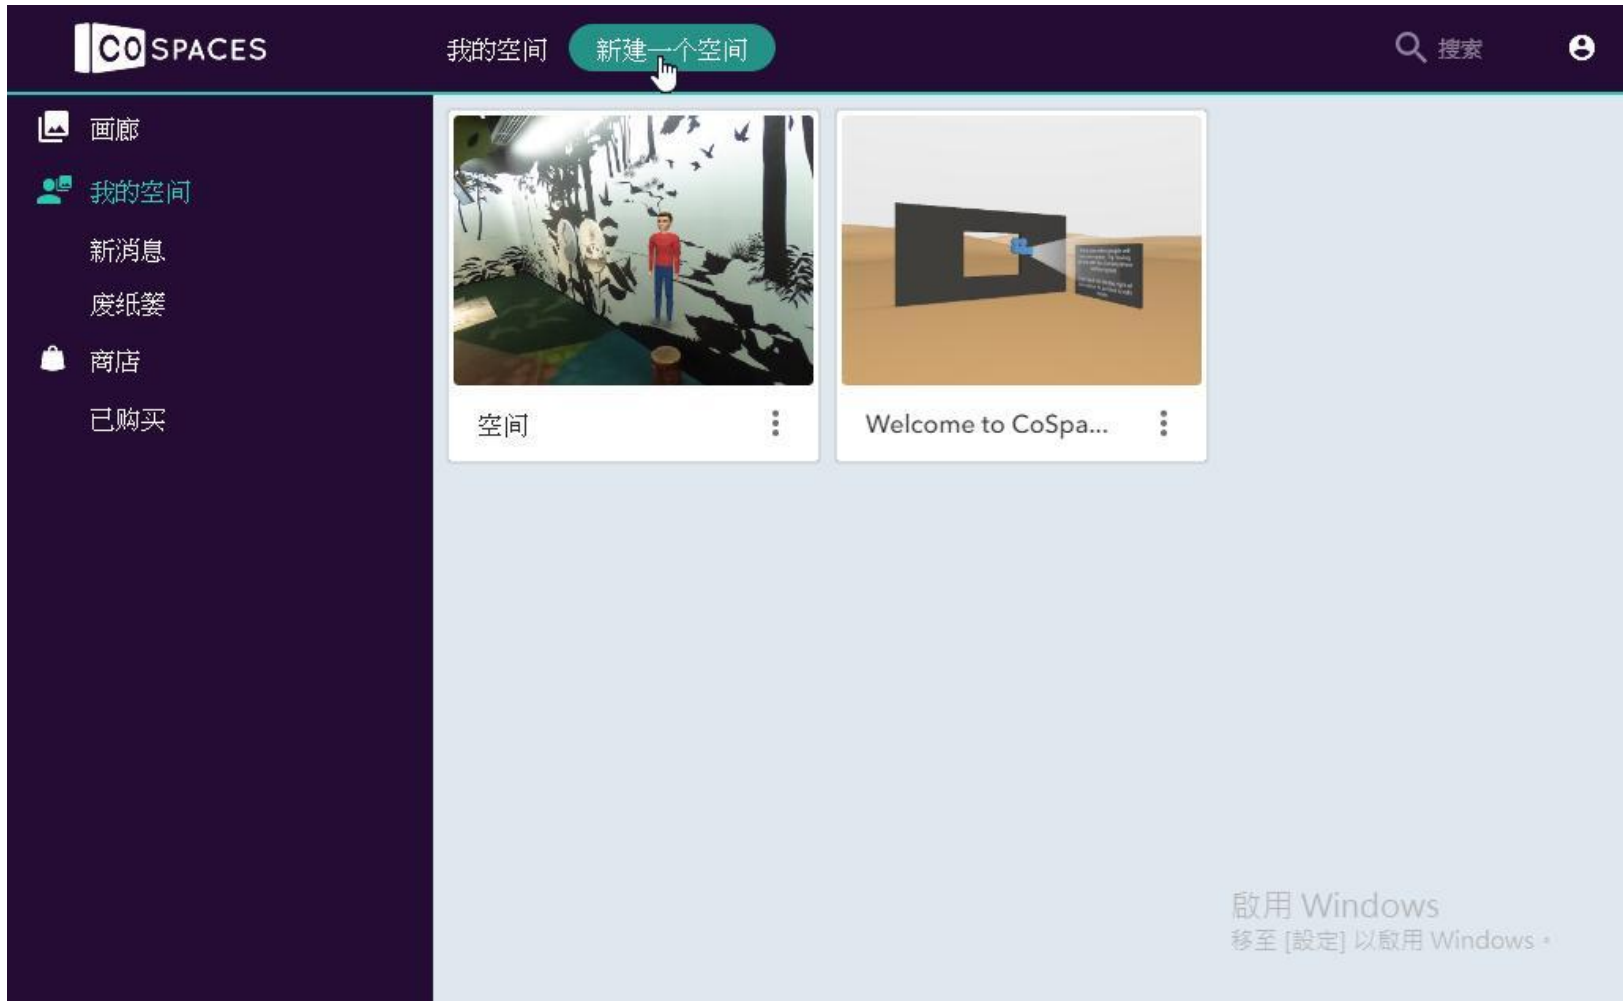 CO SPACES
我的空间
新建一个空间
搜索
画廊
我的空间
新消息
废纸篓
商店
已购买
空间
Welcome to CoSpa...
啟用 Windows
移至 [設定] 以啟用 Windows。